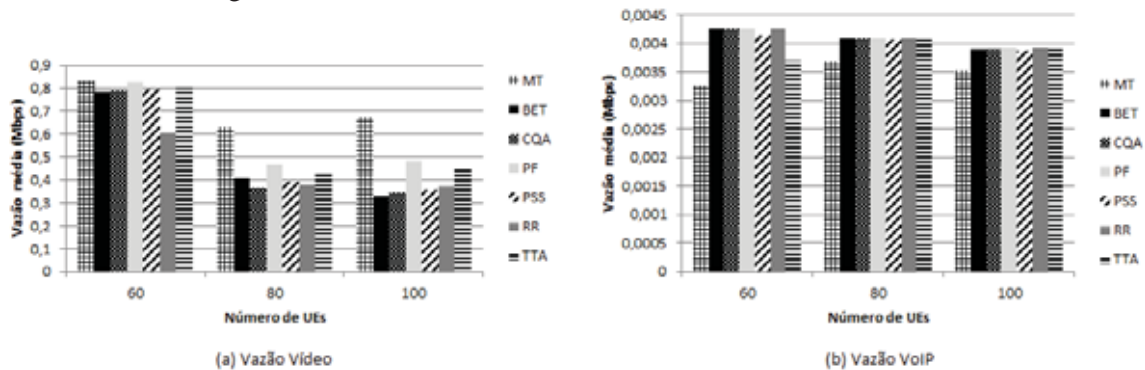 Vazão média (Mbps)
0,9
0,8
0,7
0,6
0,5
0,4
0,3
0,2
0,1
0
60
80
100
Número de UEs
MT
BET
CQA
PF
PSS
RR
TTA
(a) Vazão Vídeo
Vazão média (Mbps)
0,0045
0,004
0,0035
0,003
0,0025
0,002
0,0015
0,001
0,0005
0
60
80
100
Número de UEs
MT
BET
CQA
PF
PSS
RR
TTA
(b) Vazão VoIP